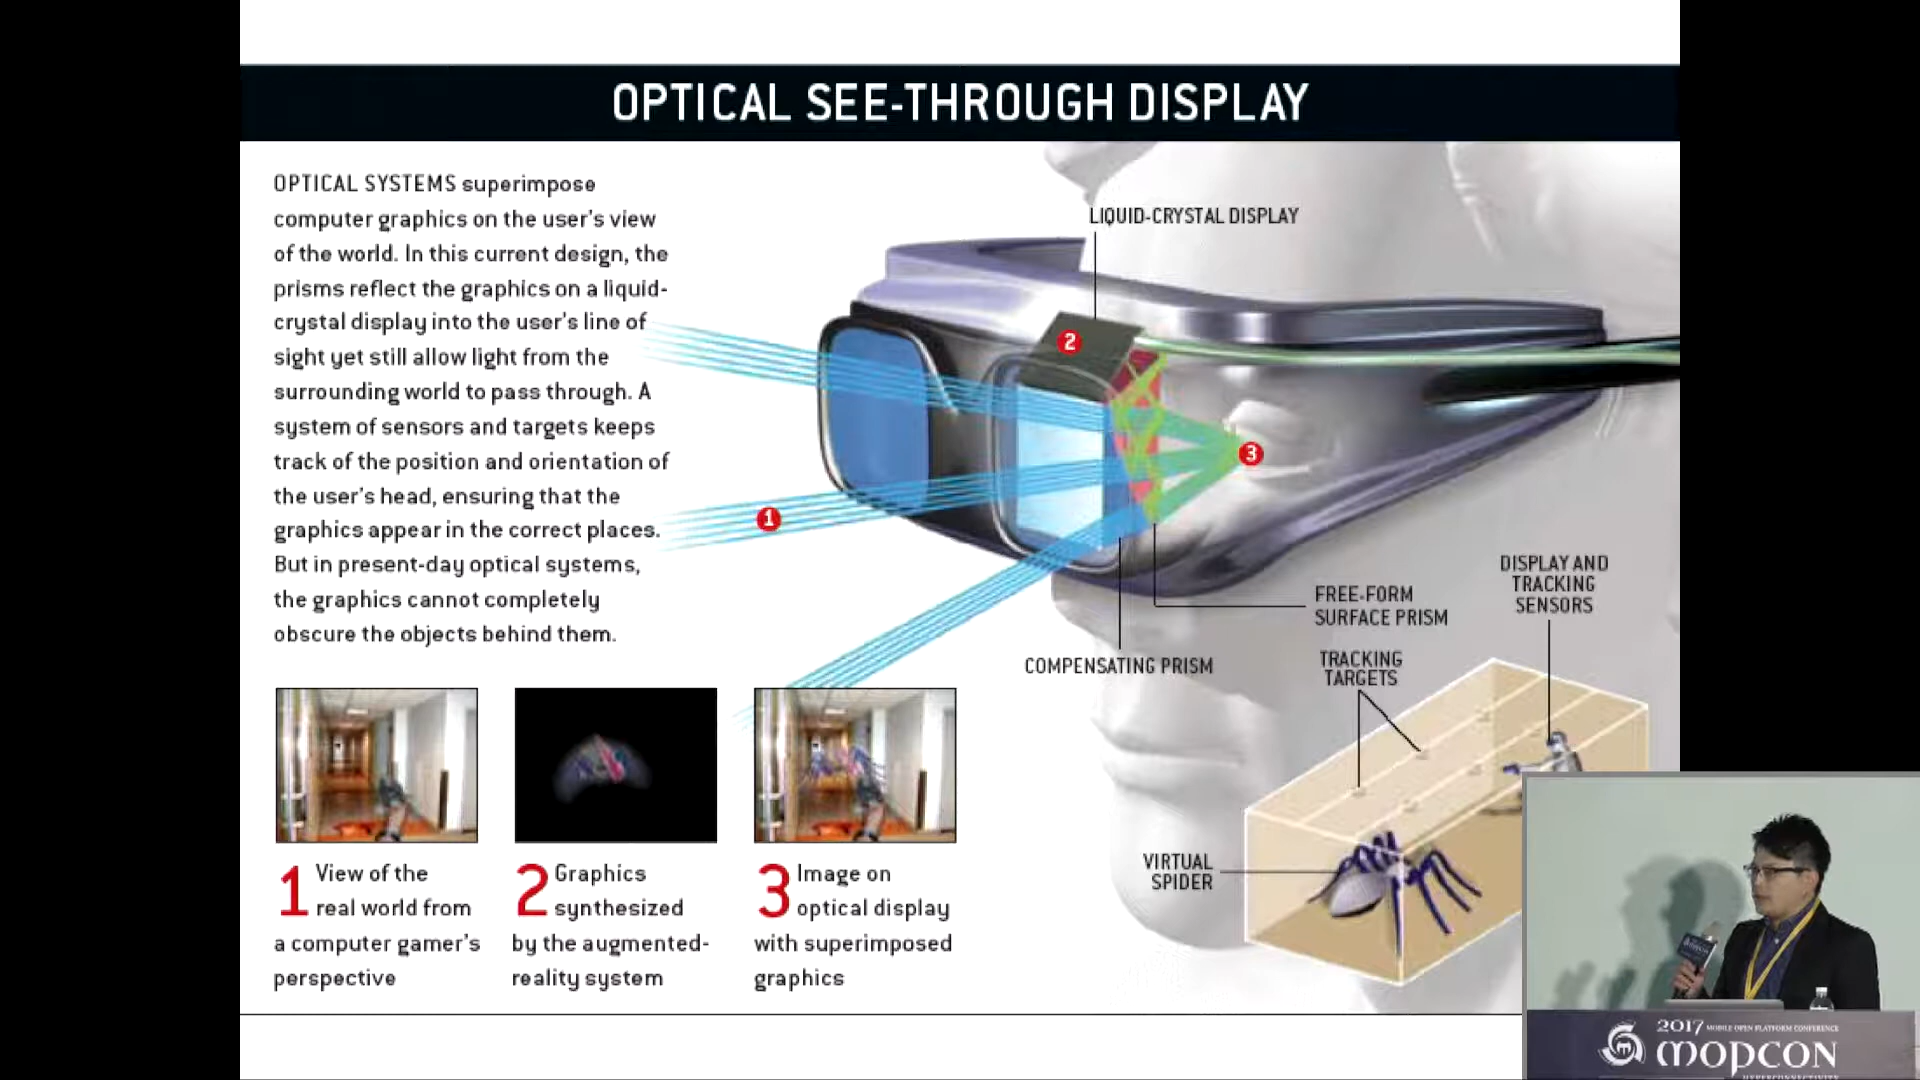 OPTICAL SEE-THROUGH DISPLAY
OPTICAL SYSTEMS superimpose
computer graphics on the user's view
of the world. In this current design, the
prisms reflect the graphics on a liquid-
crystal display into the user's line of
sight yet still allow light from the
surrounding world to pass through. A
system of sensors and targets keeps
track of the position and orientation of
the user's head, ensuring that the
graphics appear in the correct places.
But in present-day optical systems,
the graphics cannot completely
obscure the objects behind them.
LIQUID-CRYSTAL DISPLAY
2
3
1
FREE-FORM
SURFACE PRISM
COMPENSATING PRISM
DISPLAY AND
TRACKING
SENSORS
TRACKING
TARGETS
VIRTUAL
SPIDER
1 View of the
real world from
a computer gamer's
perspective
2 Graphics
synthesized
by the augmented-
reality system
3 Image on
optical display
with superimposed
graphics
MOPCON
2017 MOBILE OPEN PLATFORM CONFERENCE
MOPCON
HYPERCONNECTIVITY